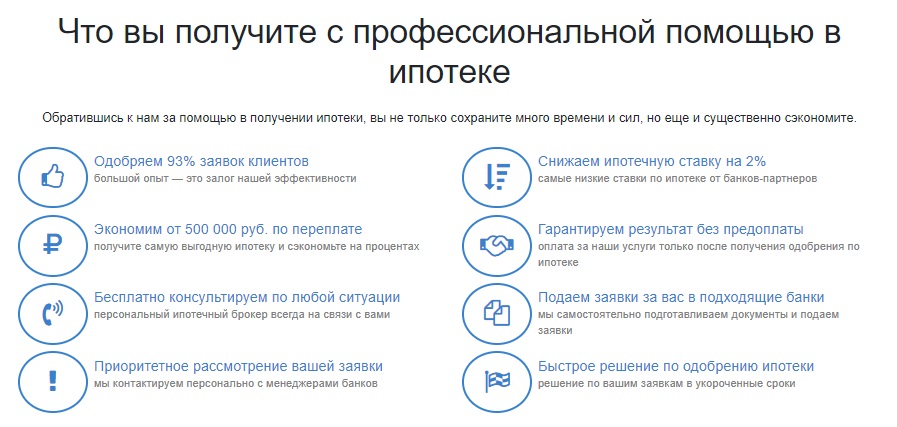 Что вы получите с профессиональной помощью в
ипотеке
Обратившись к нам за помощью в получении ипотеки, вы не только сохраните много времени и сил, но еще и существенно сэкономите.
Одобряем 93% заявок клиентов
большой опыт — это залог нашей эффективности
Снижаем ипотечную ставку на 2%
самые низкие ставки по ипотеке от банков-партнеров
Экономим от 500 000 руб. по переплате
получите самую выгодную ипотеку и сэкономьте на процентах
Гарантируем результат без предоплаты
оплата за наши услуги только после получения одобрения по
ипотеке
Бесплатно консультируем по любой ситуации
персональный ипотечный брокер всегда на связи с вами
Подаем заявки за вас в подходящие банки
мы самостоятельно подготавливаем документы и подаем
заявки
Приоритетное рассмотрение вашей заявки
мы контактируем персонально с менеджерами банков
Быстрое решение по одобрению ипотеки
решение по вашим заявкам в укороченные сроки